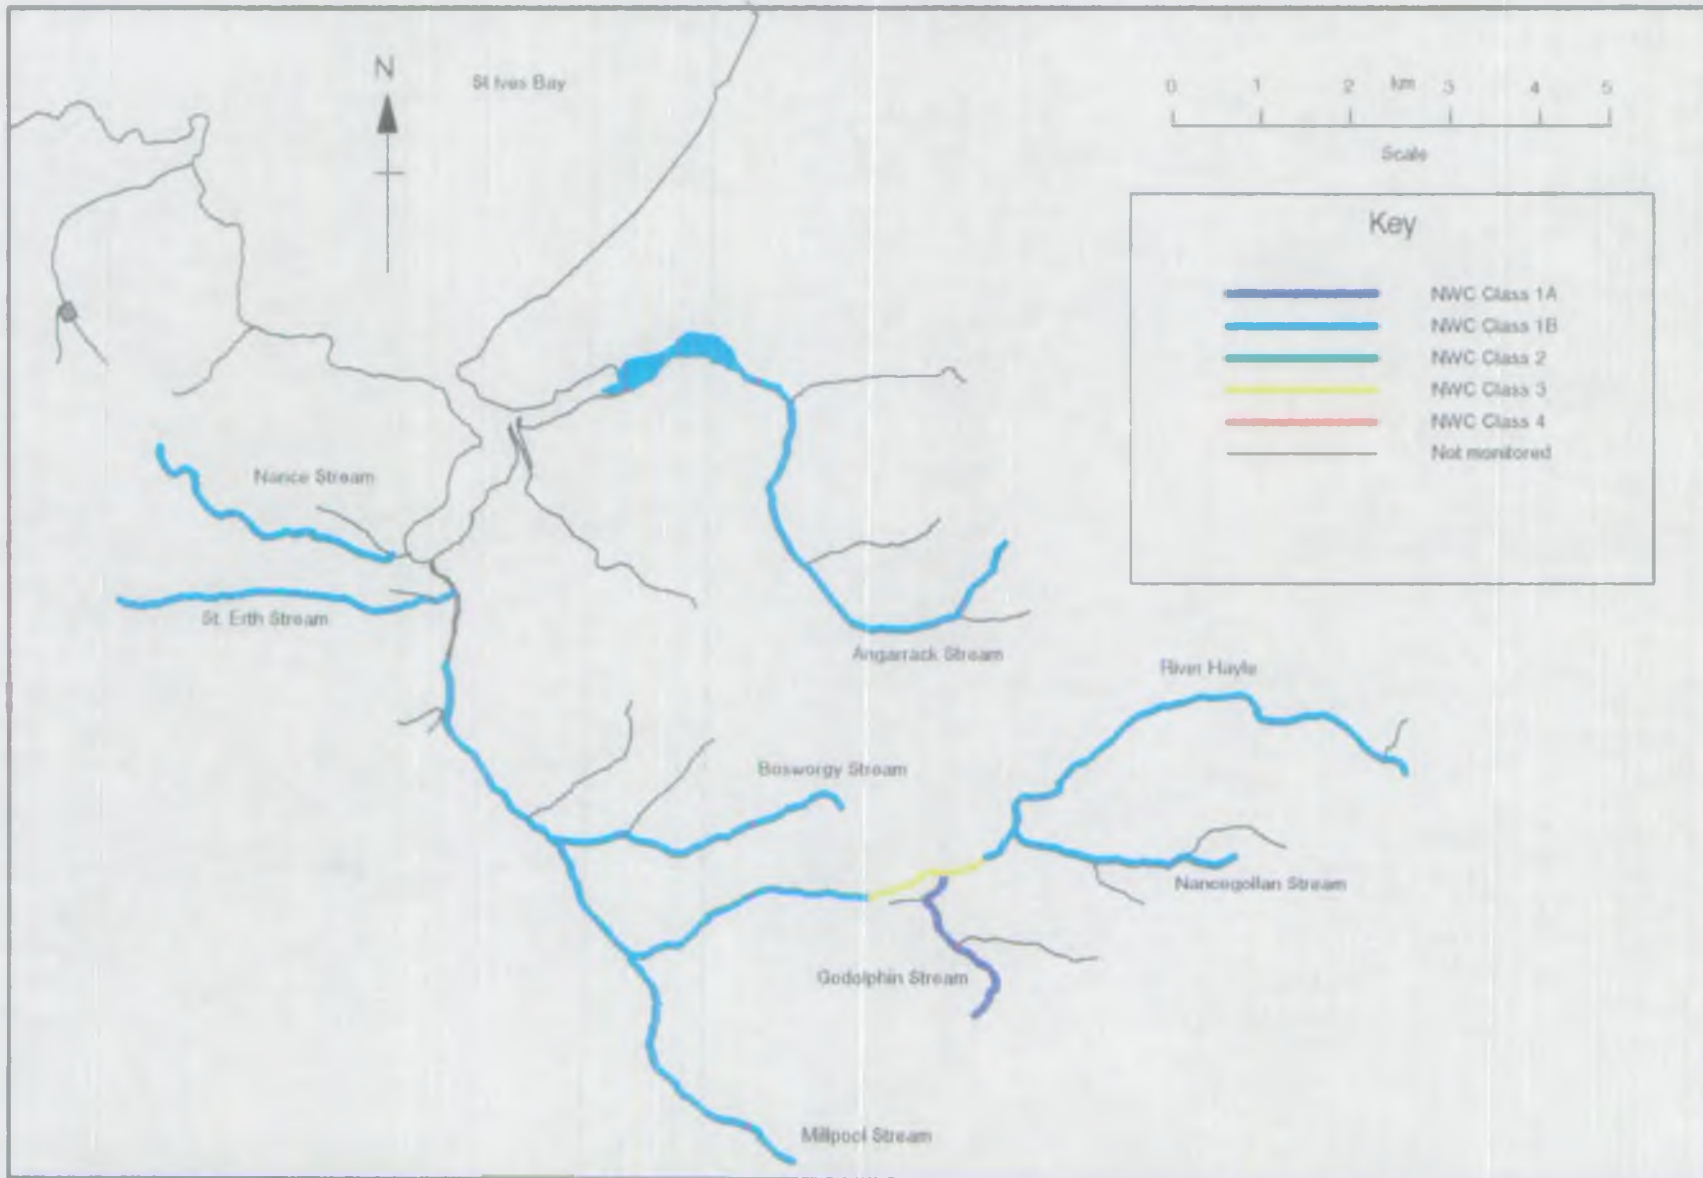 N
St Ives Bay
0 1 2 km 3 4 5
Scale
Key
NWC Class 1A
NWC Class 1B
NWC Class 2
NWC Class 3
NWC Class 4
Not monitored
Nance Stream
St. Erth Stream
Angarrack Stream
River Hayle
Bosworgy Stream
Nancegollan Stream
Godolphin Stream
Millpool Stream